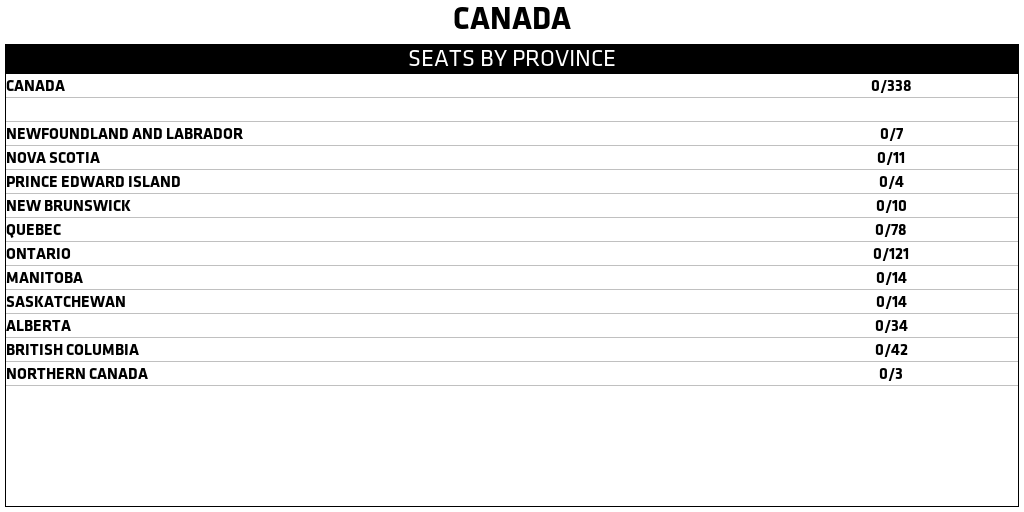 CANADA
SEATS BY PROVINCE
CANADA 0/338
NEWFOUNDLAND AND LABRADOR 0/7
NOVA SCOTIA 0/11
PRINCE EDWARD ISLAND 0/4
NEW BRUNSWICK 0/10
QUEBEC 0/78
ONTARIO 0/121
MANITOBA 0/14
SASKATCHEWAN 0/14
ALBERTA 0/34
BRITISH COLUMBIA 0/42
NORTHERN CANADA 0/3